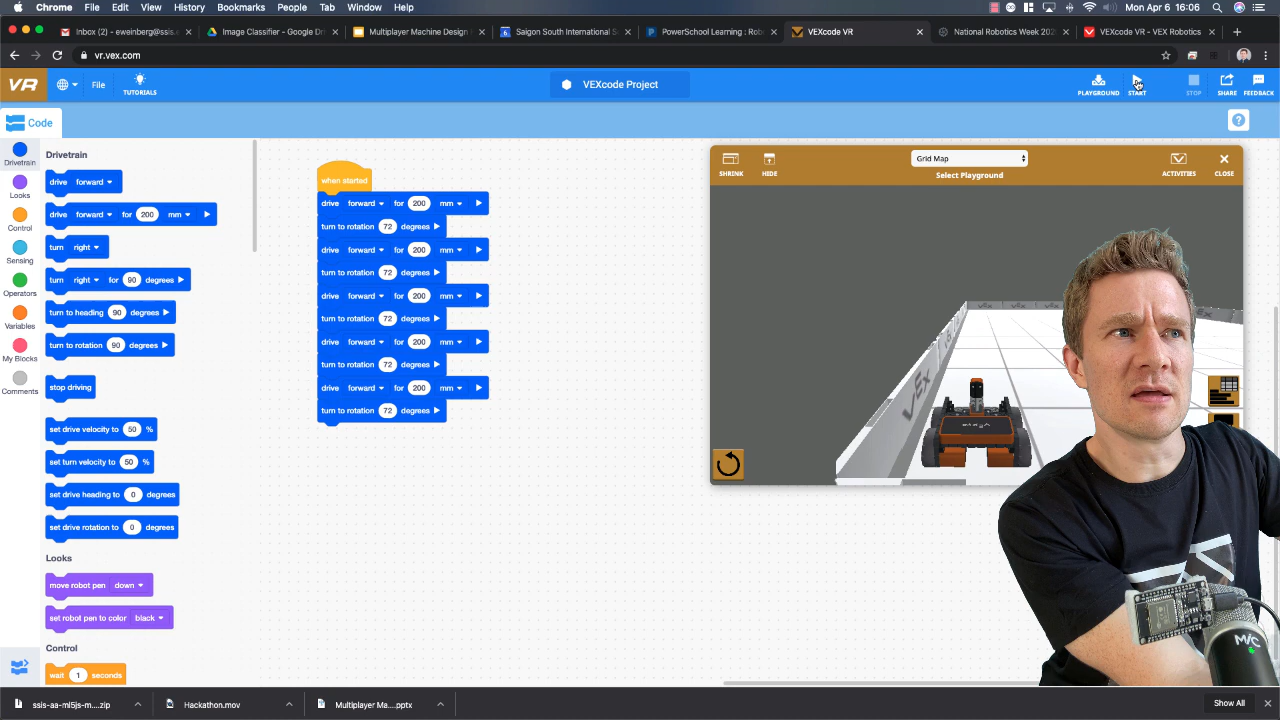 Chrome File Edit View History Bookmarks People Tab Window Help Mon Apr 6 16:06
Inbox (2) - eweinberg@ssis.e
Image Classifier - Google Dr
Multiplayer Machine Design
Saigon South International S
PowerSchool Learning : Rob
VEXcode VR
National Robotics Week 202
VEXcode VR - VEX Robotics
vr.vex.com
VR
File
TUTORIALS
VEXcode Project
PLAYGROUND
START
STOP
SHARE
FEEDBACK
Code
?
Drivetrain
Looks
Control
Sensing
Operators
Variables
My Blocks
Comments
Drivetrain
drive forward
drive forward for 200 mm
turn right
turn right for 90 degrees
turn to heading 90 degrees
turn to rotation 90 degrees
stop driving
set drive velocity to 50 %
set turn velocity to 50 %
set drive heading to 0 degrees
set drive rotation to 0 degrees
Looks
move robot pen down
set robot pen to color black
Control
wait 1 seconds
when started
drive forward for 200 mm
turn to rotation 72 degrees
drive forward for 200 mm
turn to rotation 72 degrees
drive forward for 200 mm
turn to rotation 72 degrees
drive forward for 200 mm
turn to rotation 72 degrees
drive forward for 200 mm
turn to rotation 72 degrees
SHRINK
HIDE
Grid Map
Select Playground
ACTIVITIES
CLOSE
VEX
MiC
ssis-aa-ml5js-m....zip
Hackathon.mov
Multiplayer Ma....pptx
Show All